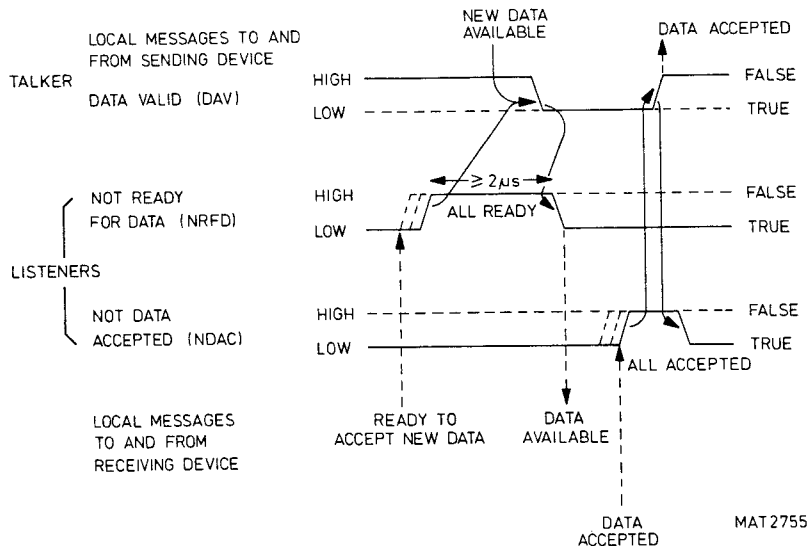 NEW DATA
AVAILABLE
DATA ACCEPTED
LOCAL MESSAGES TO AND
FROM SENDING DEVICE
TALKER
DATA VALID (DAV)
HIGH
FALSE
LOW
TRUE
≥ 2µs
NOT READY
FOR DATA (NRFD)
HIGH
FALSE
ALL READY
LOW
TRUE
LISTENERS
NOT DATA
ACCEPTED (NDAC)
HIGH
FALSE
LOW
TRUE
ALL ACCEPTED
LOCAL MESSAGES
TO AND FROM
RECEIVING DEVICE
READY TO
ACCEPT NEW DATA
DATA
AVAILABLE
DATA
ACCEPTED
MAT2755